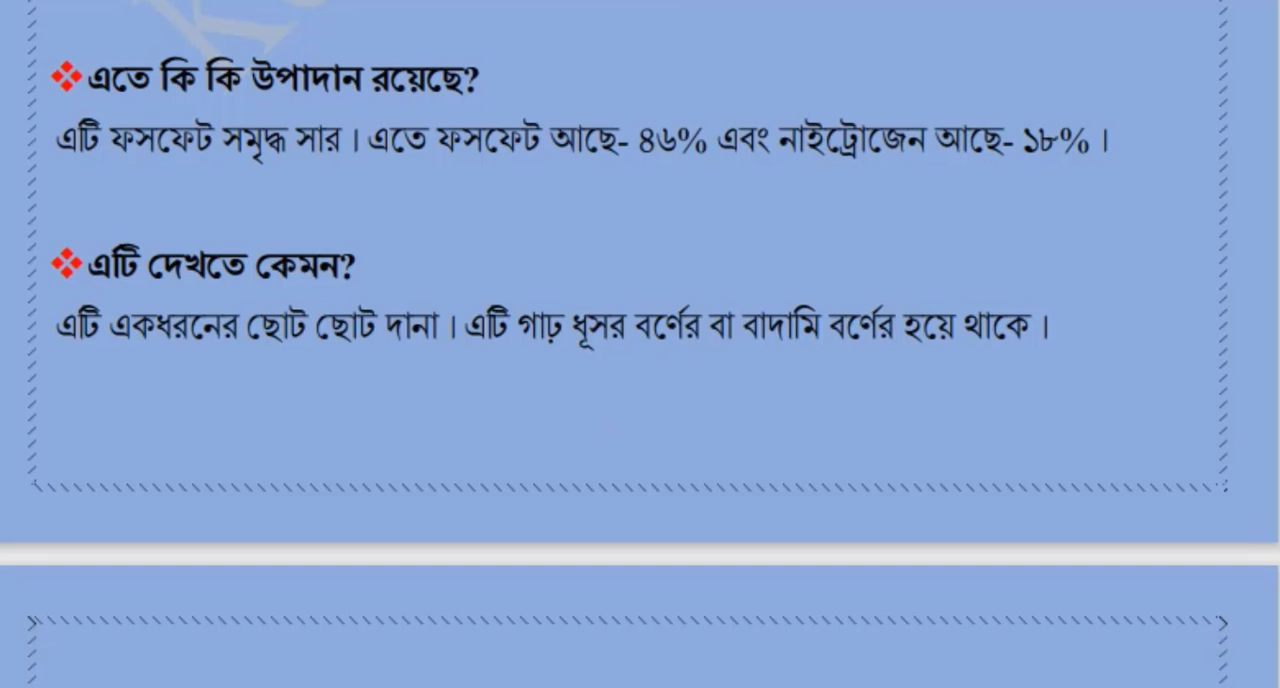 ❖ এতে কি কি উপাদান রয়েছে?
এটি ফসফেট সমৃদ্ধ সার। এতে ফসফেট আছে- ৪৬% এবং নাইট্রোজেন আছে- ১৮%।
❖ এটি দেখতে কেমন?
এটি একধরনের ছোট ছোট দানা। এটি গাঢ় ধূসর বর্ণের বা বাদামি বর্ণের হয়ে থাকে।